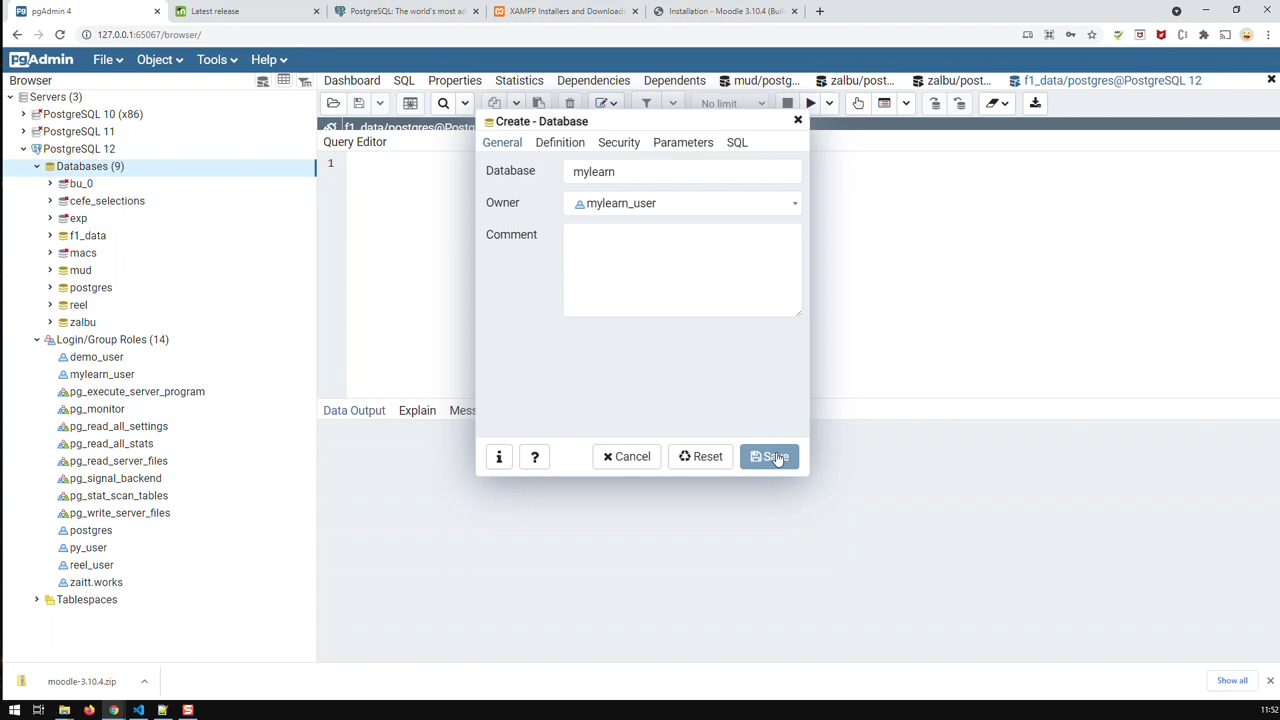 pgAdmin 4
Latest release
PostgreSQL: The world's most ad
XAMPP Installers and Downloads
Installation - Moodle 3.10.4 (Buil
127.0.0.1:65067/browser/
pgAdmin File Object Tools Help
Browser
Dashboard SQL Properties Statistics Dependencies Dependents mud/postg... zalbu/post... zalbu/post... f1_data/postgres@PostgreSQL 12
Servers (3)
PostgreSQL 10 (x86)
PostgreSQL 11
PostgreSQL 12
Databases (9)
bu_0
cefe_selections
exp
f1_data
macs
mud
postgres
reel
zalbu
Login/Group Roles (14)
demo_user
mylearn_user
pg_execute_server_program
pg_monitor
pg_read_all_settings
pg_read_all_stats
pg_read_server_files
pg_signal_backend
pg_stat_scan_tables
pg_write_server_files
postgres
py_user
reel_user
zaitt.works
Tablespaces
No limit
f1_data/postgres@Postg
Query Editor
1
Create - Database
General Definition Security Parameters SQL
Database mylearn
Owner mylearn_user
Comment
Cancel Reset Save
Data Output Explain Mess
moodle-3.10.4.zip
Show all
11:52